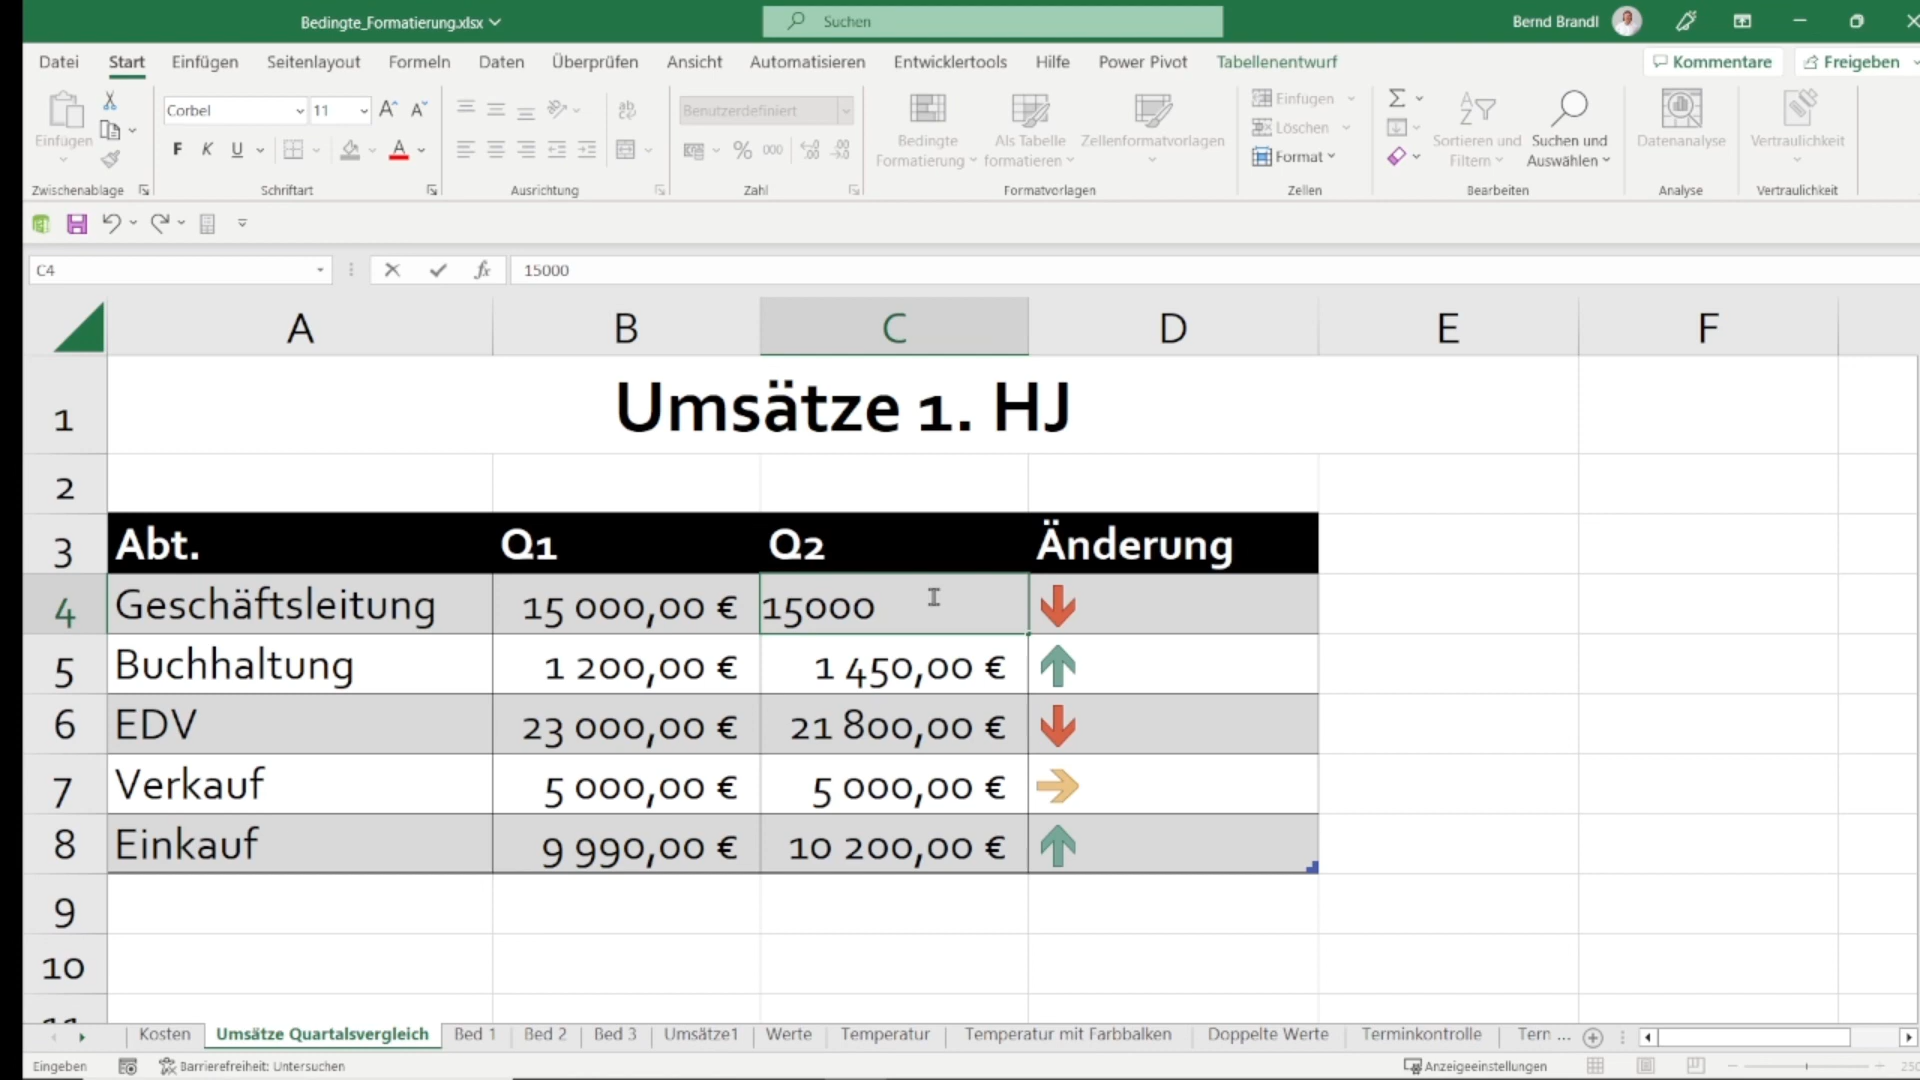 Bedingte_Formatierung.xlsx
Suchen
Bernd Brandl
Datei Start Einfügen Seitenlayout Formeln Daten Überprüfen Ansicht Automatisieren Entwicklertools Hilfe Power Pivot Tabellenentwurf Kommentare Freigeben
Einfügen
Corbel 11
F K U
Benutzerdefiniert
% 000
Bedingte Formatierung
Als Tabelle formatieren
Zellenformatvorlagen
Einfügen
Löschen
Format
Sortieren und Filtern
Suchen und Auswählen
Datenanalyse
Vertraulichkeit
Zwischenablage Schriftart Ausrichtung Zahl Formatvorlagen Zellen Bearbeiten Analyse Vertraulichkeit
C4 fx 15000
A B C D E F
1 Umsätze 1. HJ
2
3 Abt. Q1 Q2 Änderung
4 Geschäftsleitung 15 000,00 € 15000
5 Buchhaltung 1 200,00 € 1 450,00 €
6 EDV 23 000,00 € 21 800,00 €
7 Verkauf 5 000,00 € 5 000,00 €
8 Einkauf 9 990,00 € 10 200,00 €
9
10
Kosten Umsätze Quartalsvergleich Bed 1 Bed 2 Bed 3 Umsätze1 Werte Temperatur Temperatur mit Farbbalken Doppelte Werte Terminkontrolle Tern ...
Eingeben Barrierefreiheit: Untersuchen Anzeigeeinstellungen